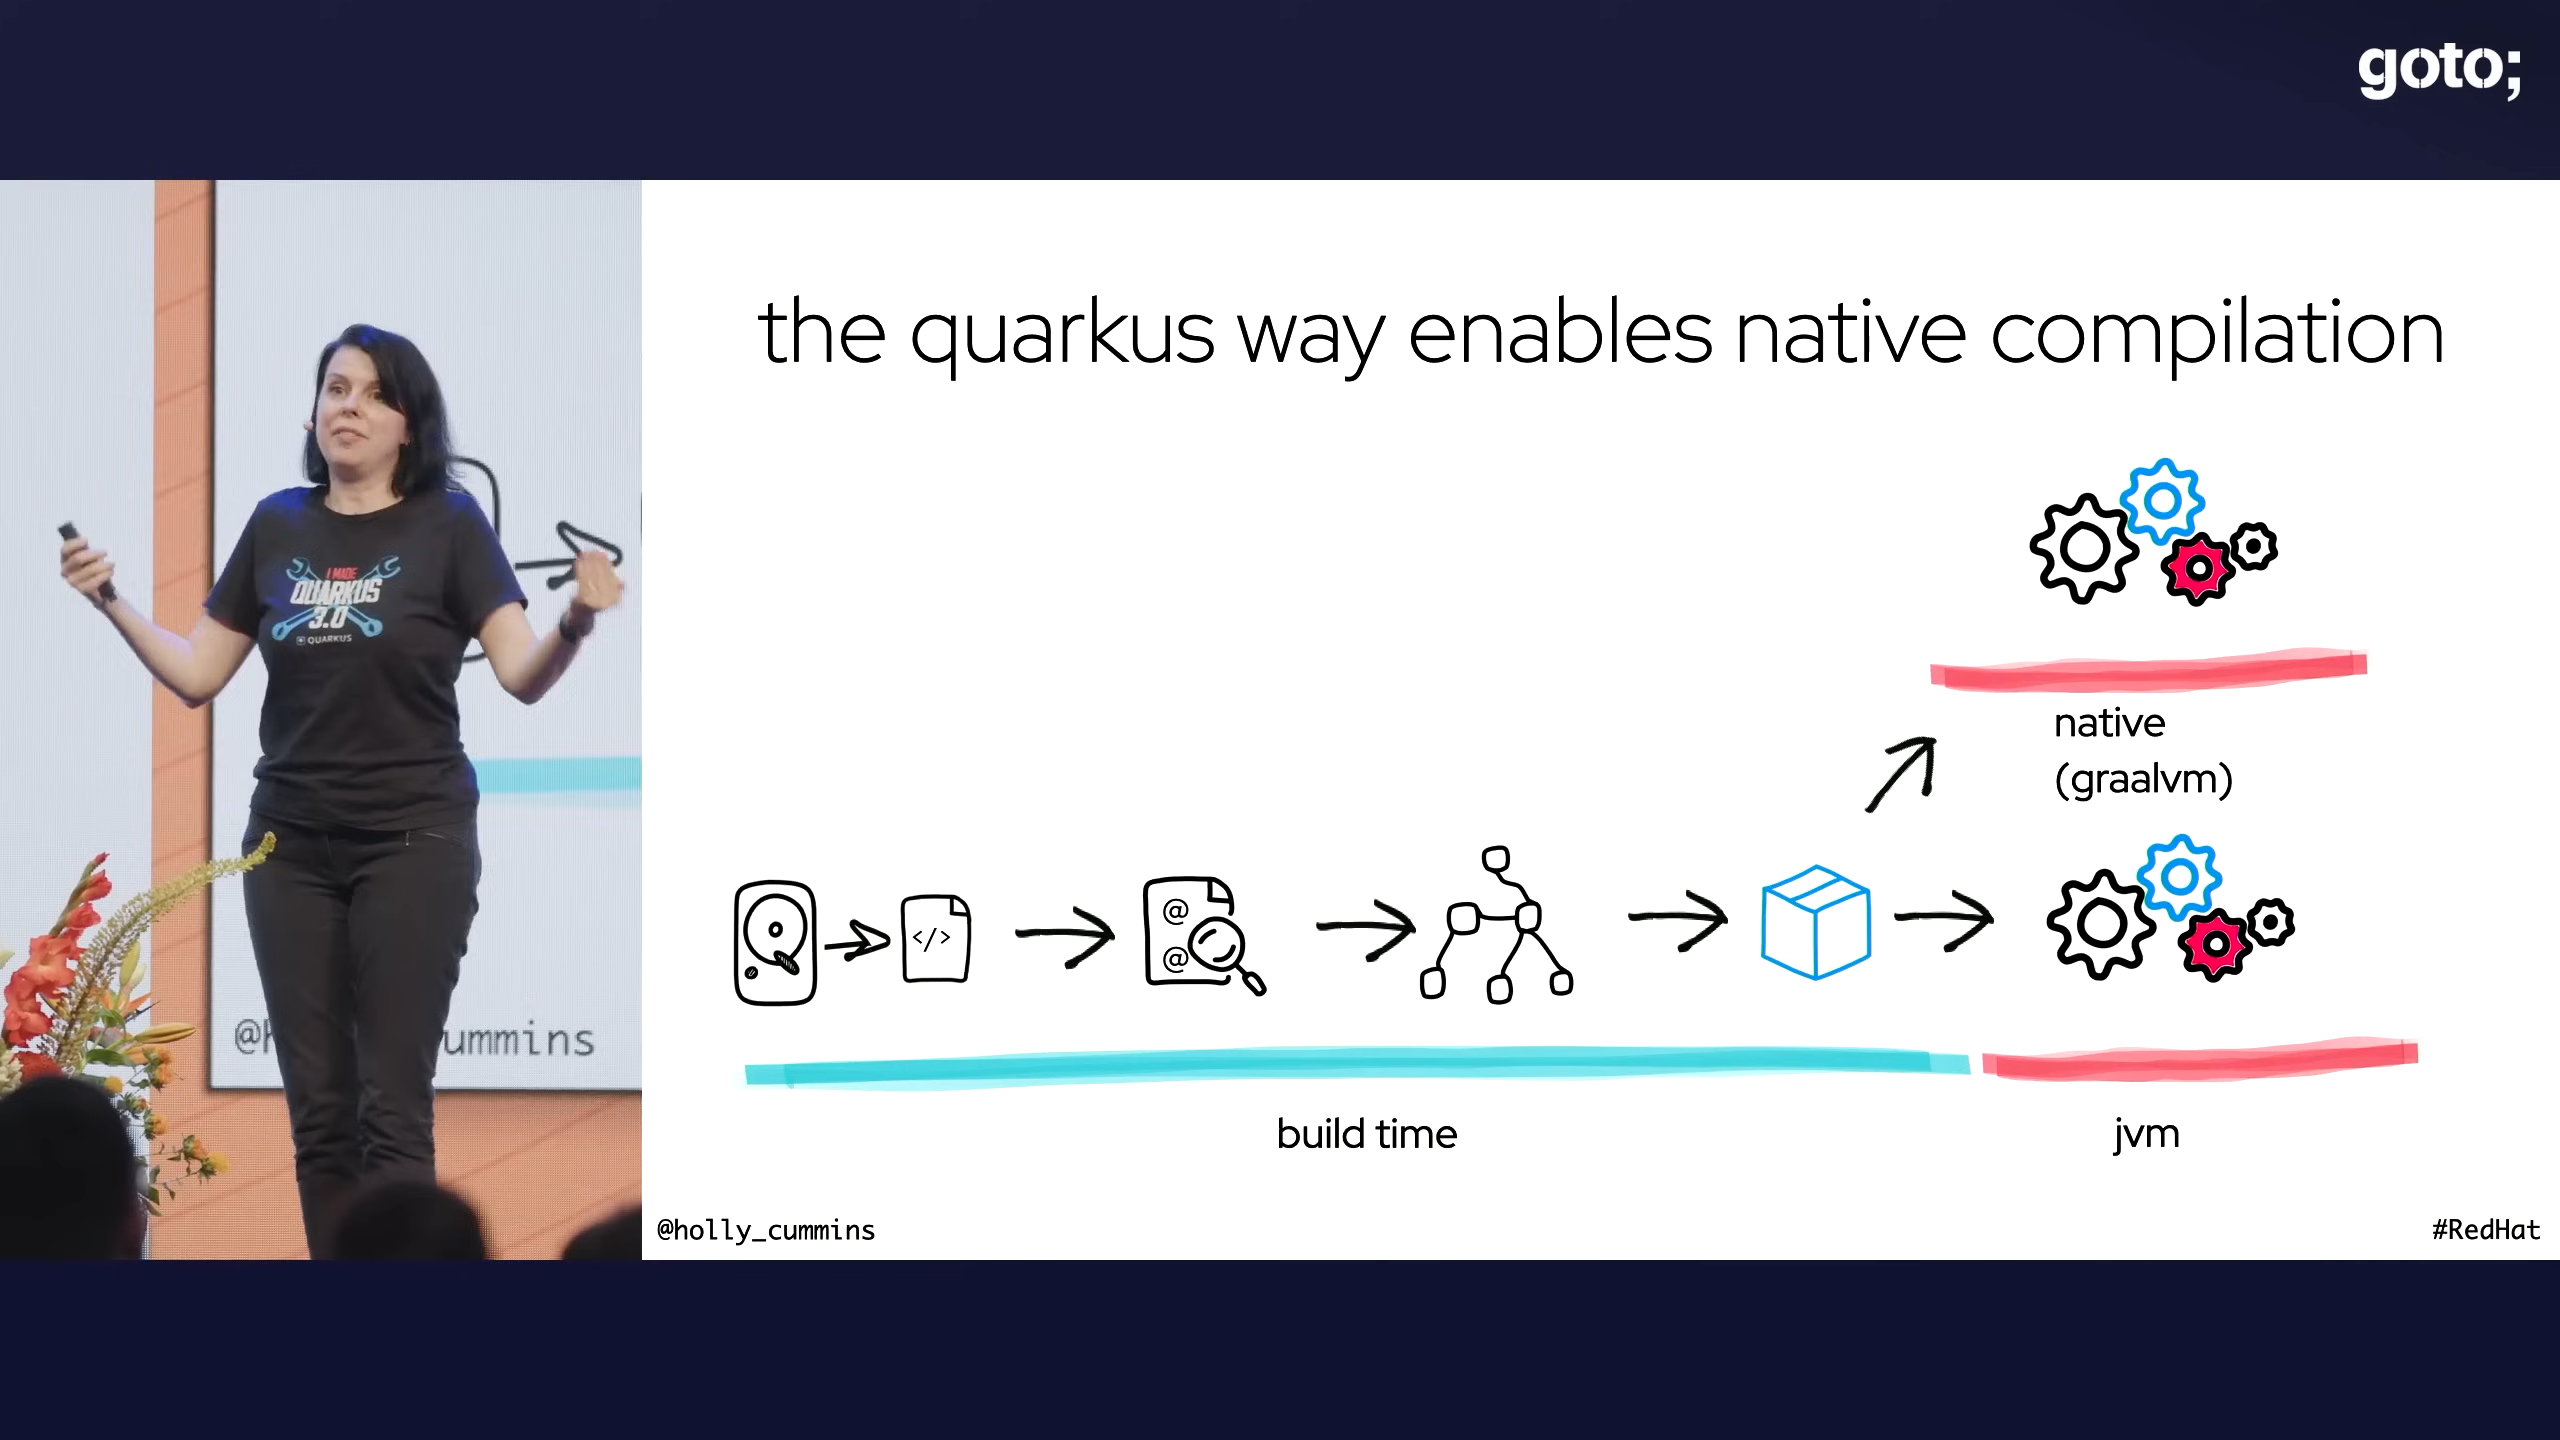 goto;
the quarkus way enables native compilation
I MADE
QUARKUS
3.0
QUARKUS
native
(graalvm)
</>
@
@
build time
jvm
@holly_cummins
#RedHat
ummins